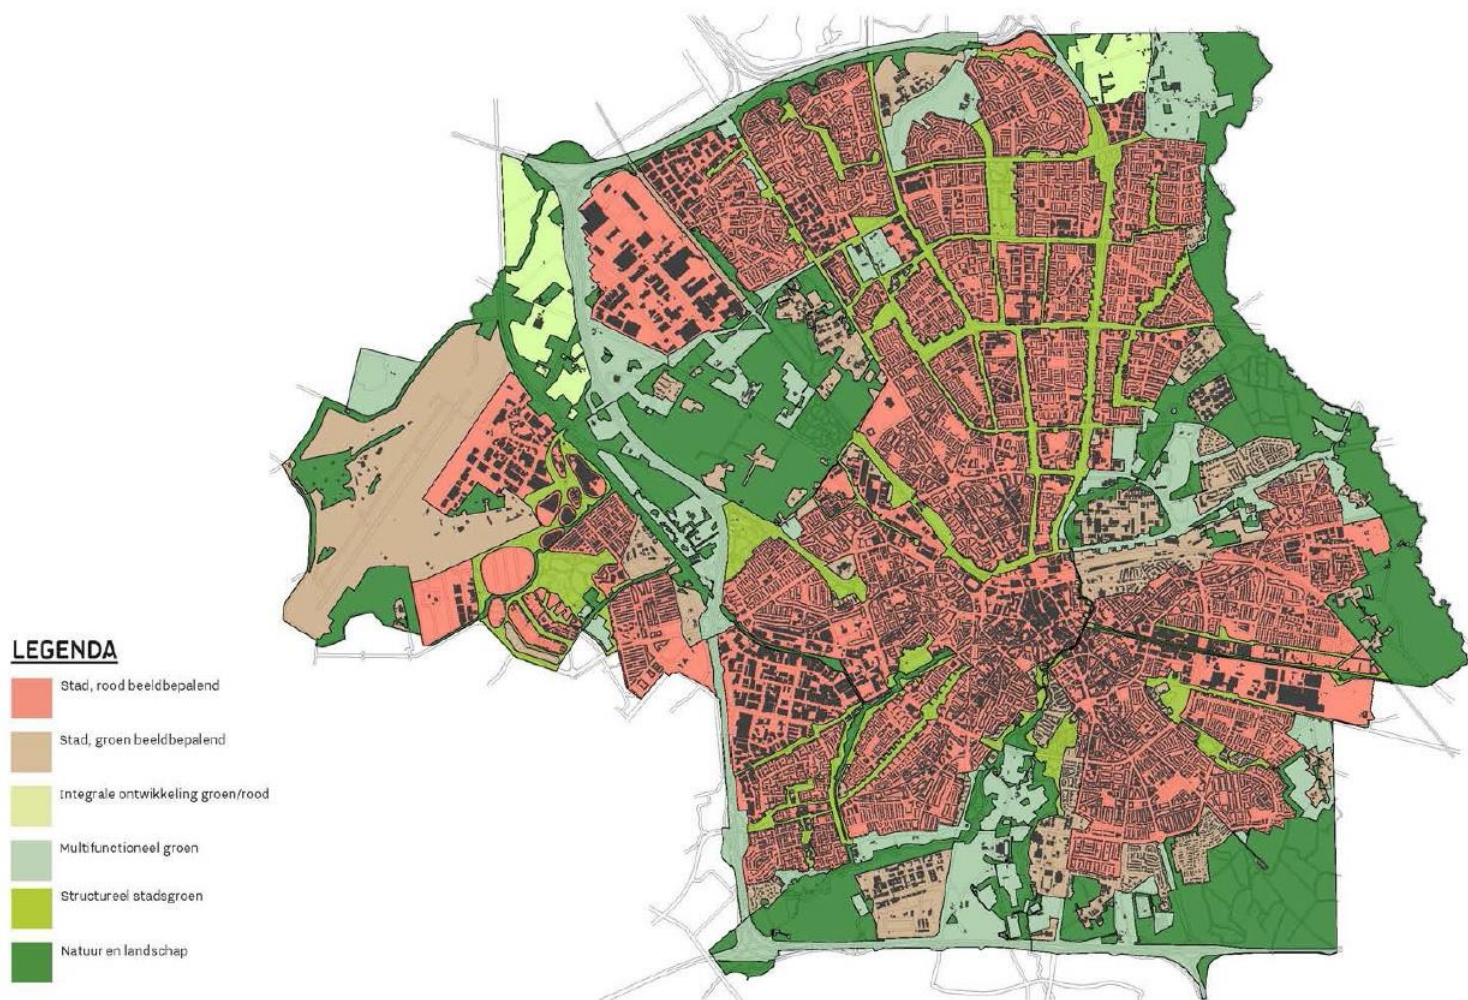 LEGENDA
Stad, rood beeldbepalend
Stad, groen beeldbepalend
Integrale ontwikkeling groen/rood
Multifunctioneel groen
Structureel stadsgroen
Natuur en landschap